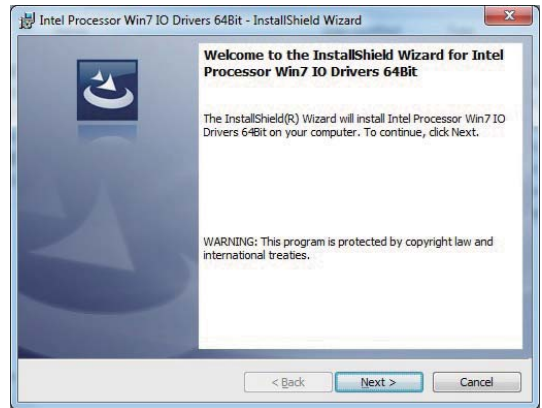 Intel Processor Win7 IO Drivers 64Bit - InstallShield Wizard
Welcome to the InstallShield Wizard for Intel
Processor Win7 IO Drivers 64Bit
The InstallShield(R) Wizard will install Intel Processor Win7 IO
Drivers 64Bit on your computer. To continue, click Next.
WARNING: This program is protected by copyright law and
international treaties.
< Back
Next >
Cancel